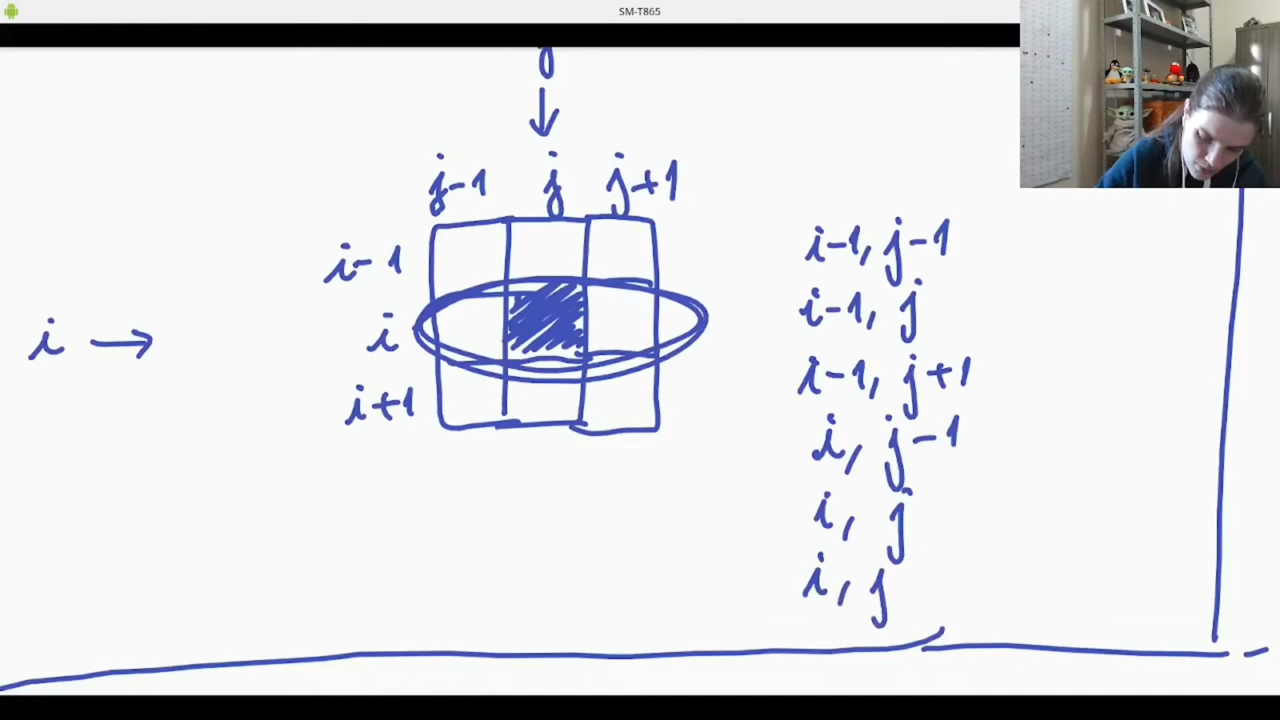 SM-T865
j
j-1 j j+1
i-1
i →
i
i+1
i-1, j-1
i-1, j
i-1, j+1
i, j-1
i, j
i, j